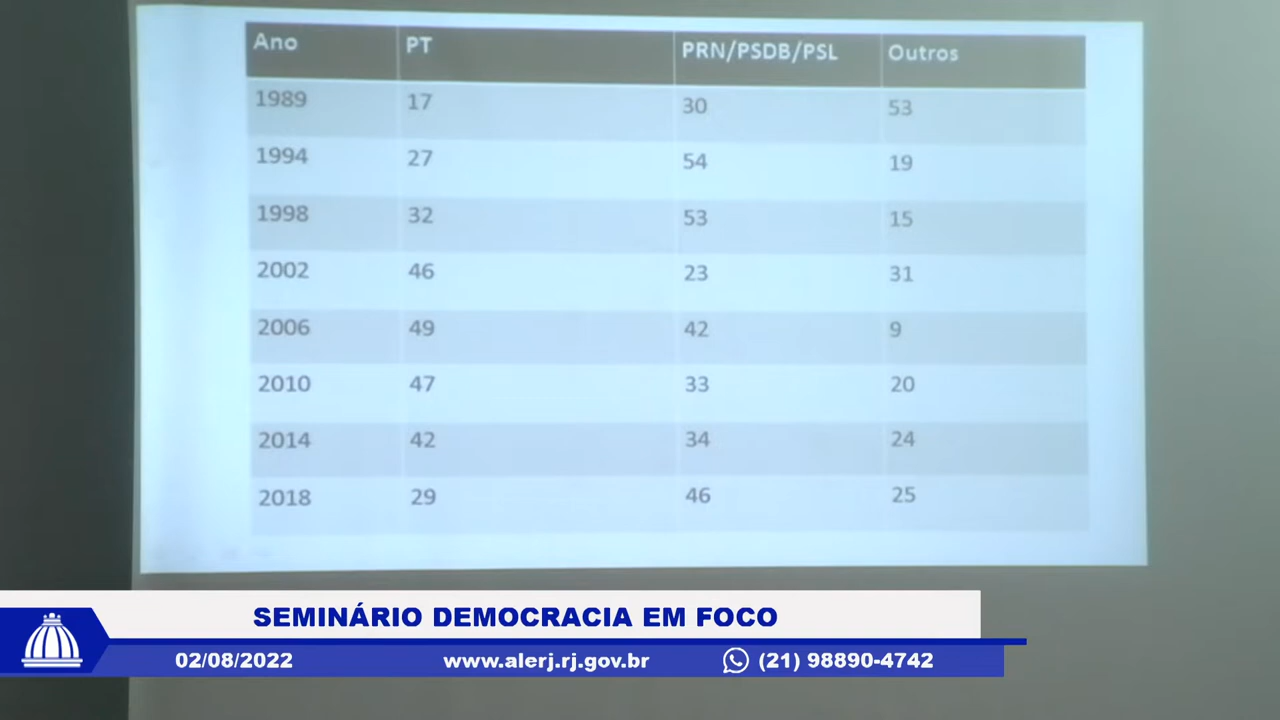 Ano PT PRN/PSDB/PSL Outros
1989 17 30 53
1994 27 54 19
1998 32 53 15
2002 46 23 31
2006 49 42 9
2010 47 33 20
2014 42 34 24
2018 29 46 25
SEMINÁRIO DEMOCRACIA EM FOCO
02/08/2022 www.alerj.rj.gov.br (21) 98890-4742